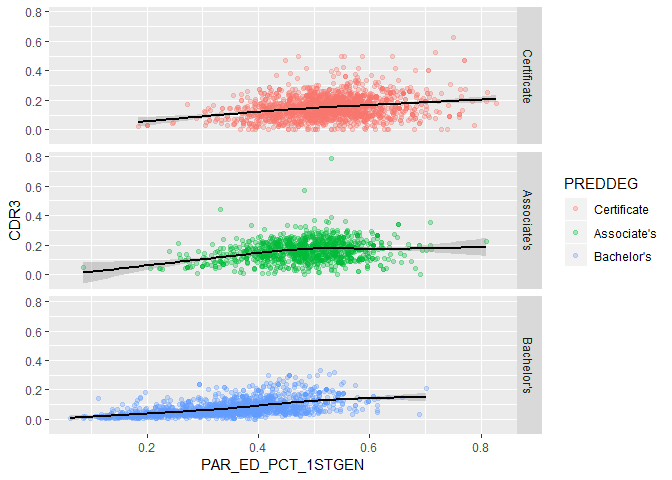 0.8
0.6
0.4
0.2
0.0
Certificate
0.8
0.6
0.4
0.2
0.0
Associate's
0.8
0.6
0.4
0.2
0.0
Bachelor's
CDR3
0.2 0.4 0.6 0.8
PAR_ED_PCT_1STGEN
PREDDEG
Certificate
Associate's
Bachelor's